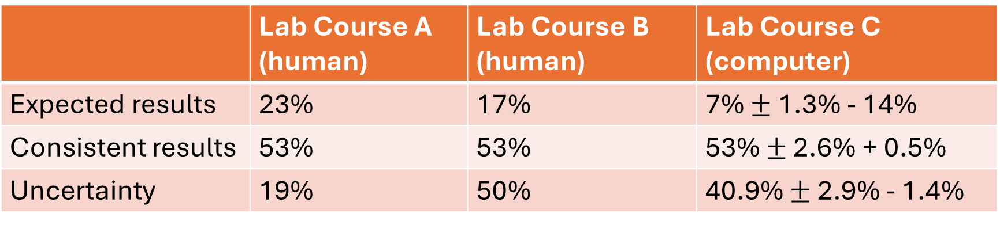 Lab Course A (human)
Lab Course B (human)
Lab Course C (computer)
Expected results 23% 17% 7% ± 1.3% - 14%
Consistent results 53% 53% 53% ± 2.6% + 0.5%
Uncertainty 19% 50% 40.9% ± 2.9% - 1.4%